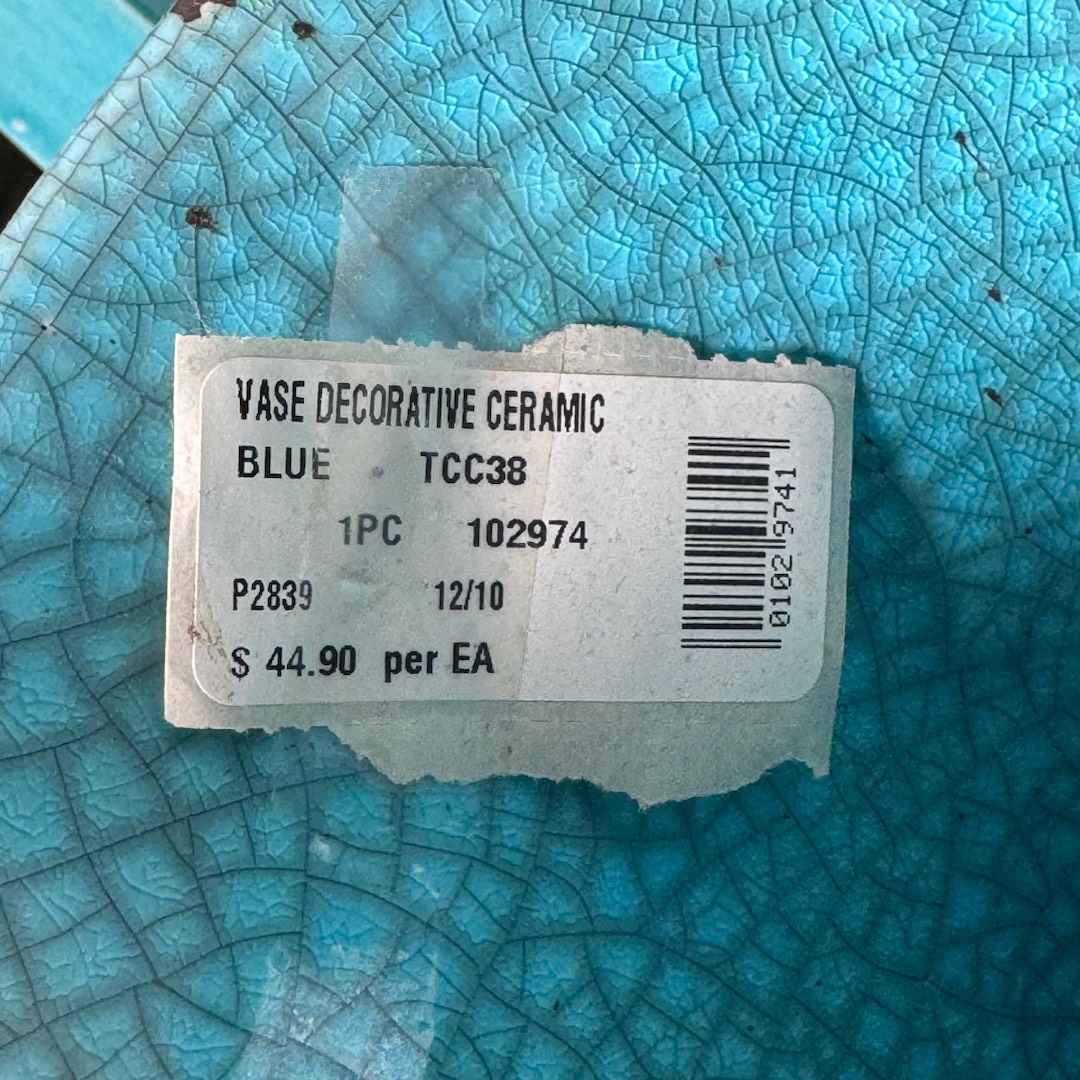 VASE DECORATIVE CERAMIC
BLUE TCC38
1PC 102974
P2839 12/10
$ 44.90 per EA
0102 9741